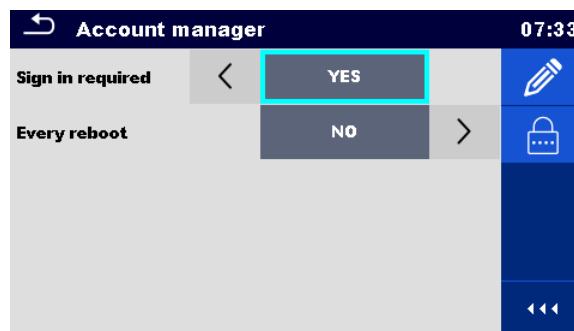 Account manager 07:33
Sign in required YES
Every reboot NO